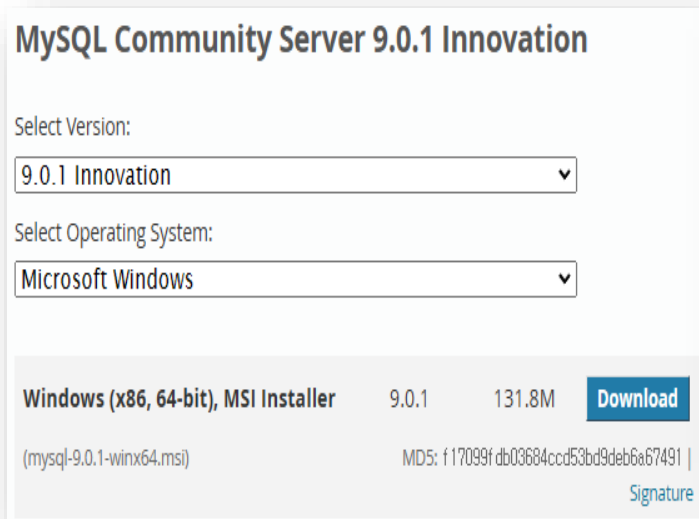 MySQL Community Server 9.0.1 Innovation
Select Version:
9.0.1 Innovation
Select Operating System:
Microsoft Windows
Windows (x86, 64-bit), MSI Installer 9.0.1 131.8M Download
(mysql-9.0.1-winx64.msi) MD5: f17099fdb03684ccd53bd9deb6a67491 |
Signature